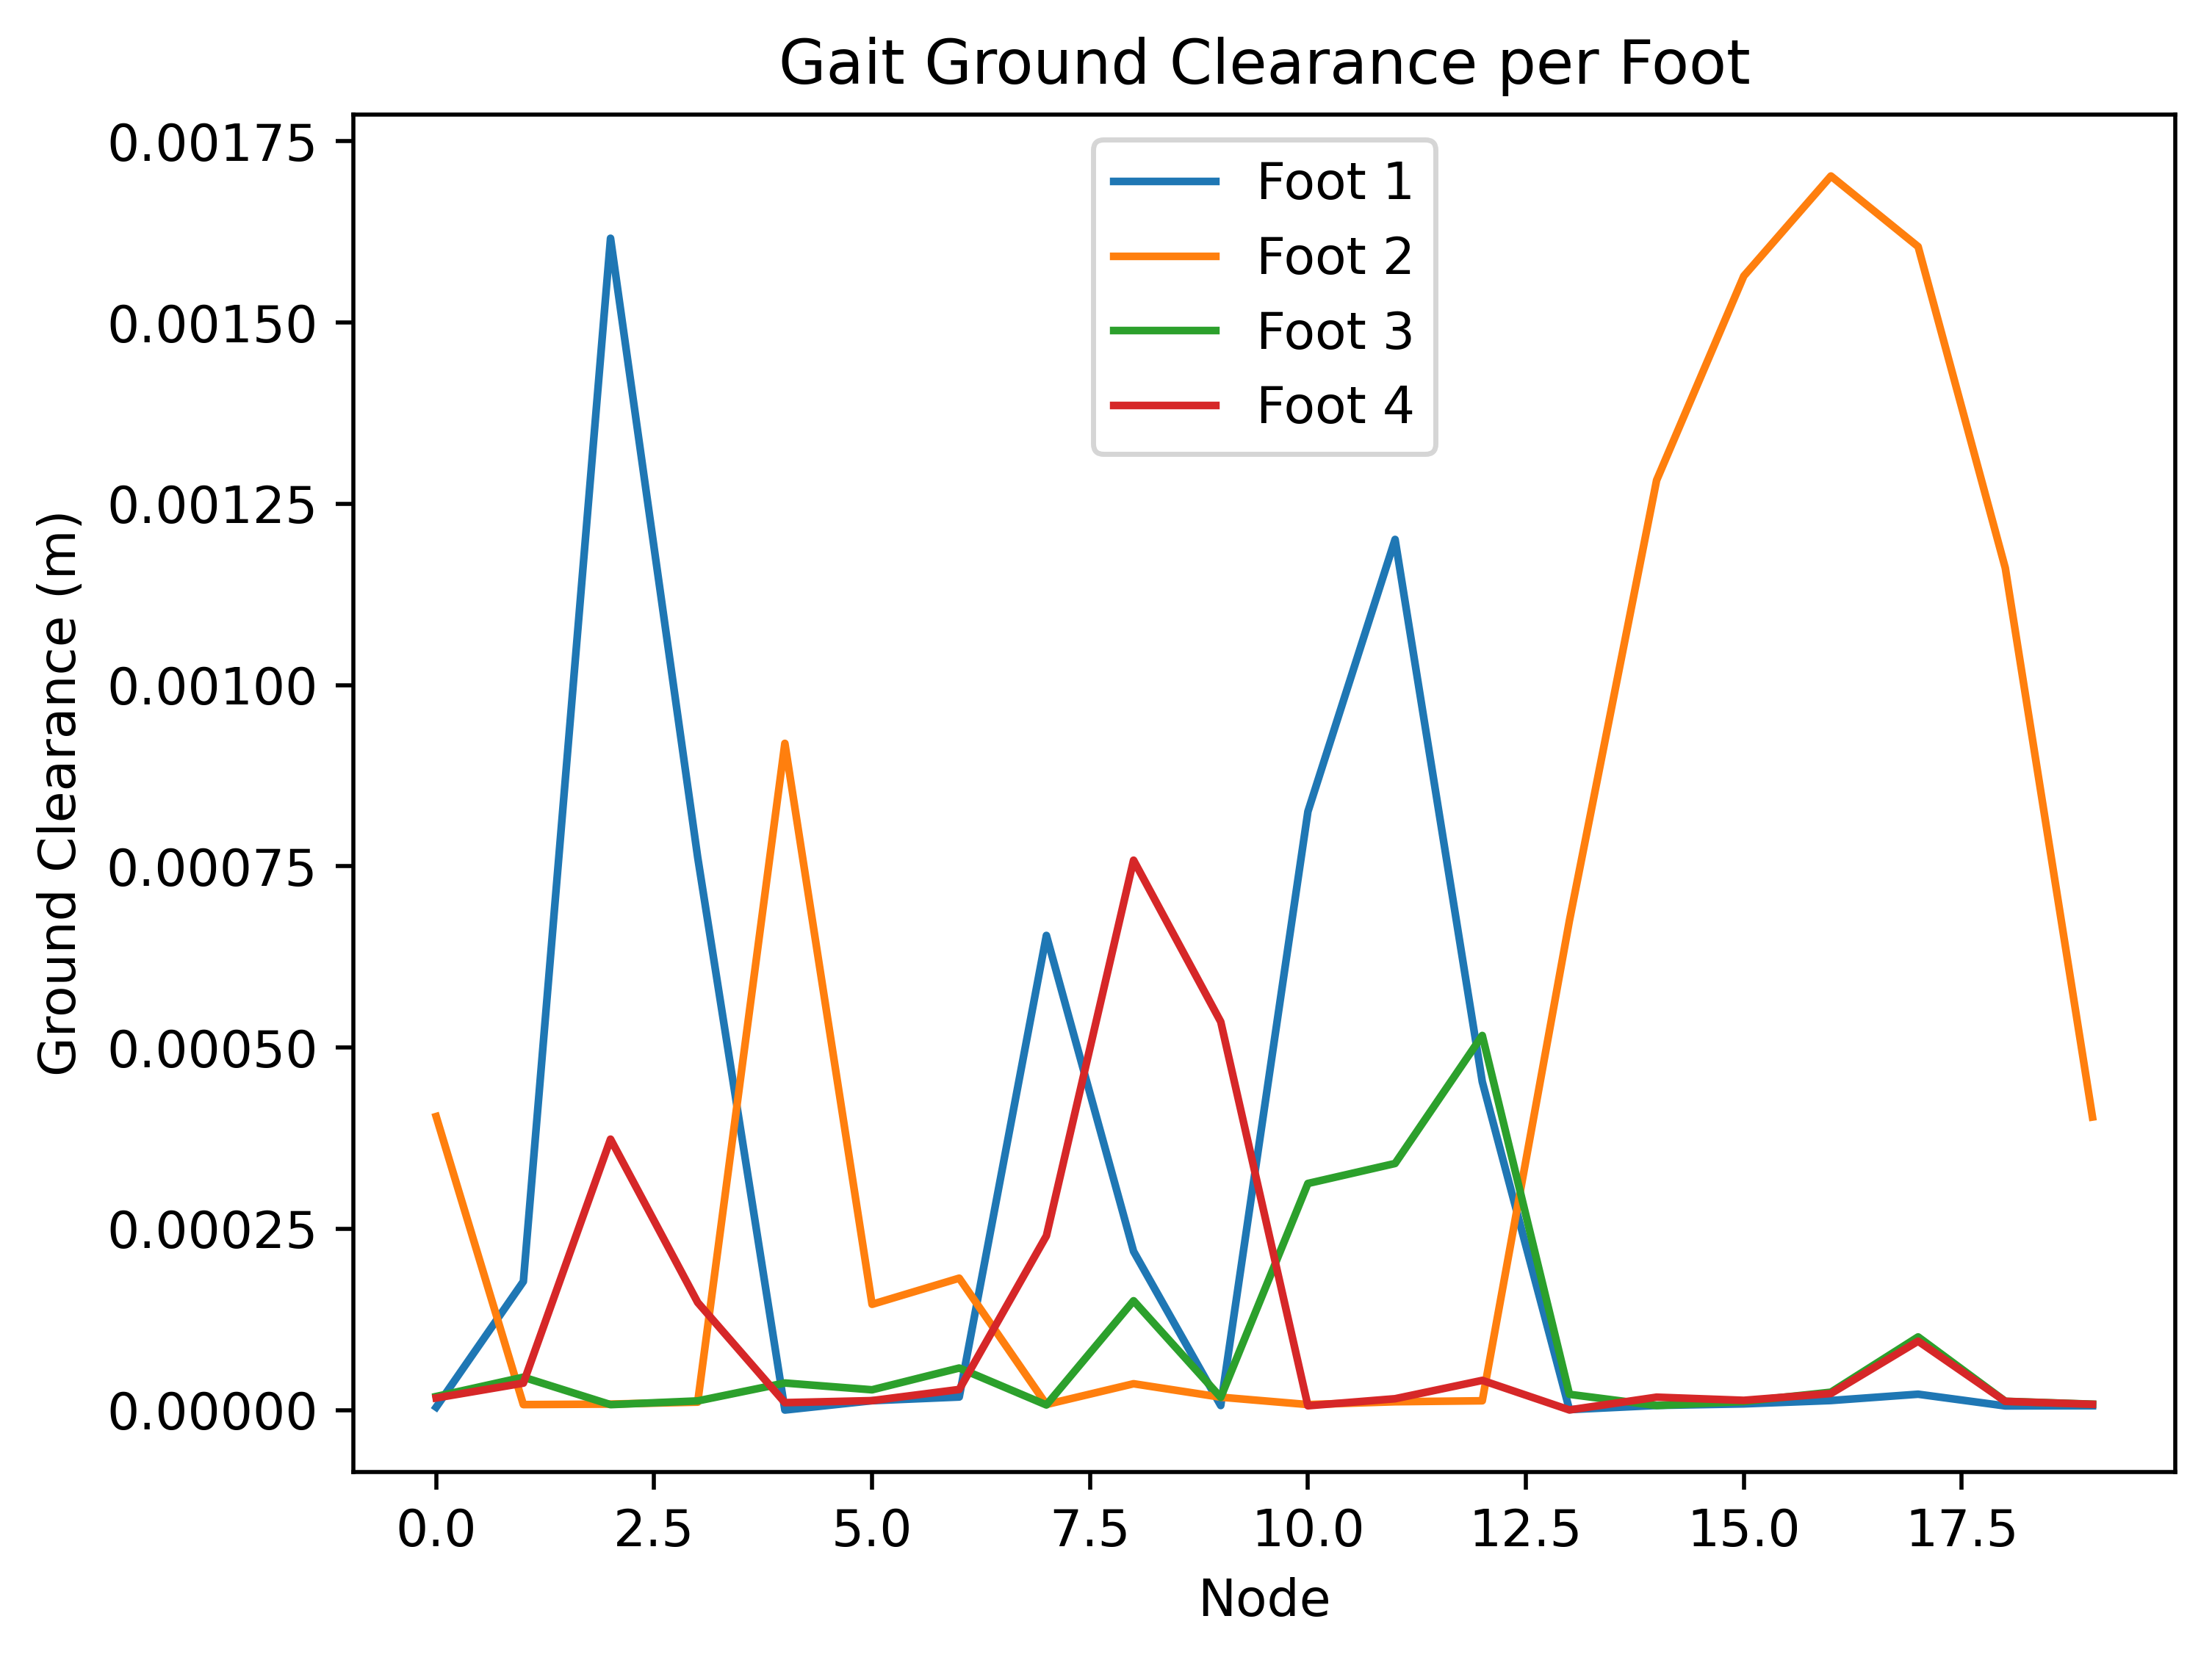 Gait Ground Clearance per Foot
Foot 1
Foot 2
Foot 3
Foot 4
Ground Clearance (m)
0.00175
0.00150
0.00125
0.00100
0.00075
0.00050
0.00025
0.00000
0.0 2.5 5.0 7.5 10.0 12.5 15.0 17.5
Node